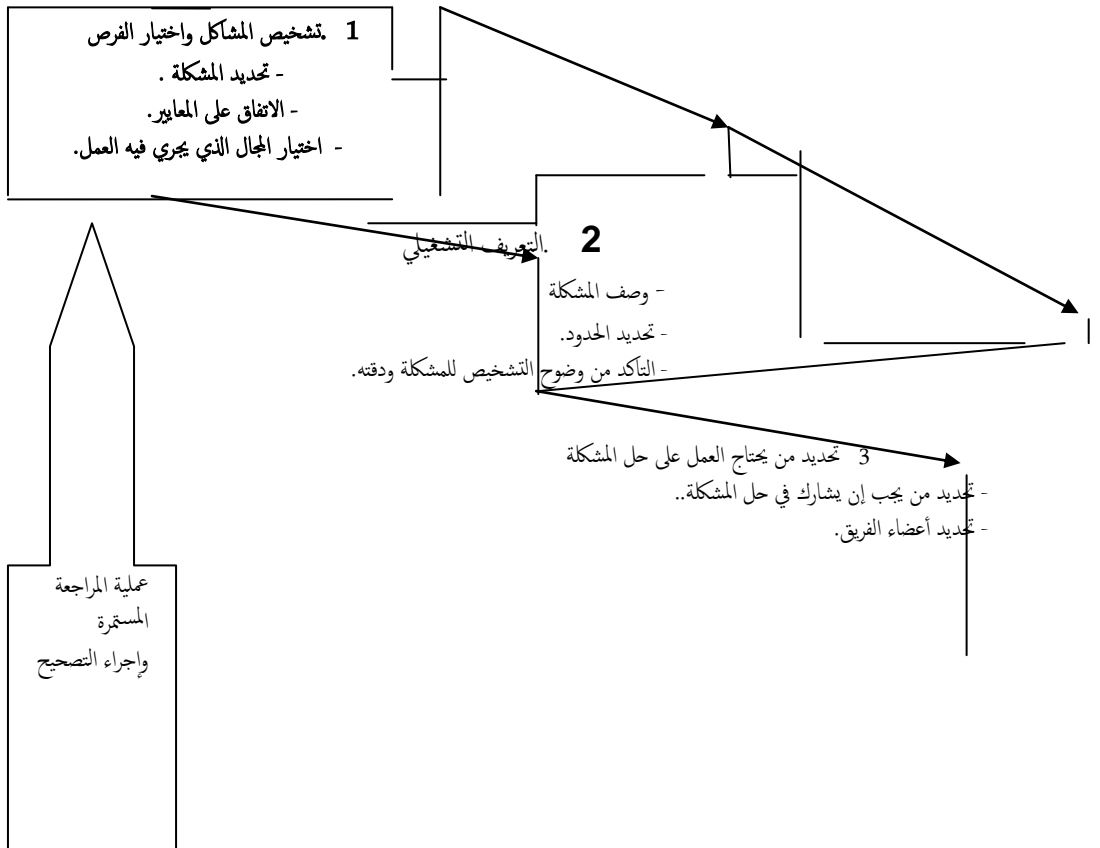 1 .تشخيص المشاكل واختيار الفرص
- تحديد المشكلة .
- الاتفاق على المعايير.
- اختيار المجال الذي يجري فيه العمل.
2 .التعريف التشغيلي
- وصف المشكلة
- تحديد الحدود.
- التأكد من وضوح التشخيص للمشكلة ودقته.
3 تحديد من يحتاج العمل على حل المشكلة
- تحديد من يجب إن يشارك في حل المشكلة..
- تحديد أعضاء الفريق.
عملية المراجعة
المستمرة
وإجراء التصحيح